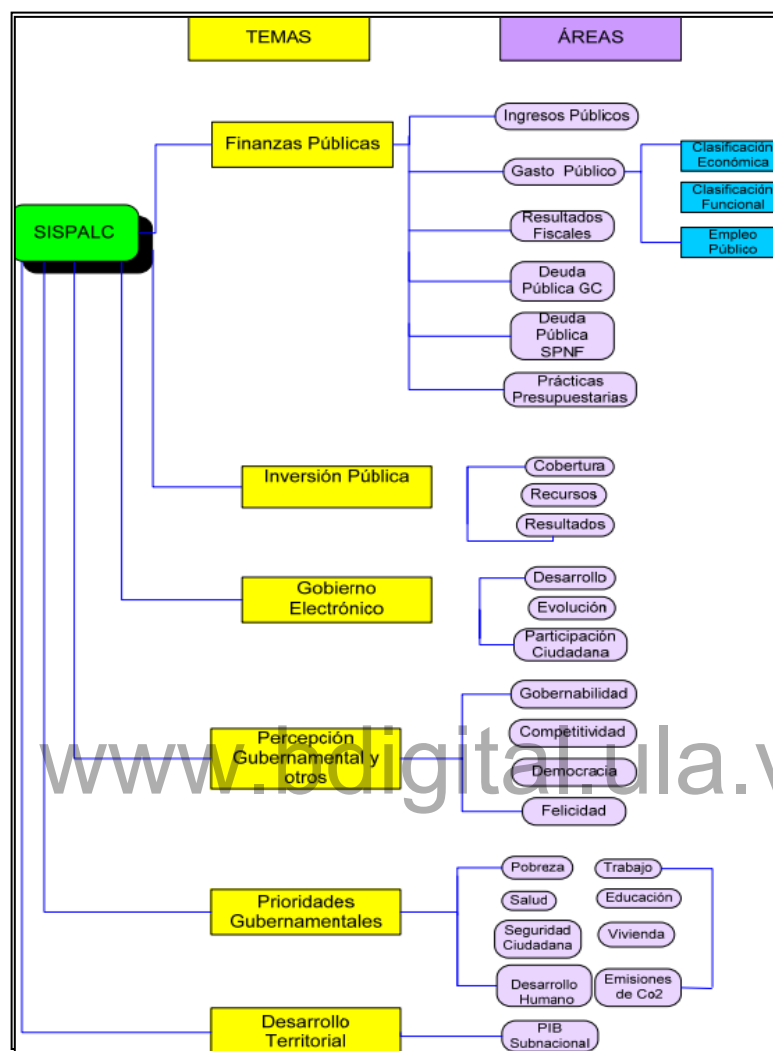 TEMAS
ÁREAS
Finanzas Públicas
Ingresos Públicos
Gasto Público
Clasificación
Económica
Clasificación
Funcional
Empleo
Público
SISPALC
Resultados
Fiscales
Deuda
Pública GC
Deuda
Pública
SPNF
Prácticas
Presupuestarias
Inversión Pública
Cobertura
Recursos
Resultados
Gobierno
Electrónico
Desarrollo
Evolución
Participación
Ciudadana
Percepción
Gubernamental y
otros
Gobernabilidad
Competitividad
Democracia
Felicidad
www.bdigital.ula.v
Prioridades
Gubernamentales
Pobreza
Trabajo
Salud
Educación
Seguridad
Ciudadana
Vivienda
Desarrollo
Humano
Emisiones
de Co2
Desarrollo
Territorial
PIB
Subnacional